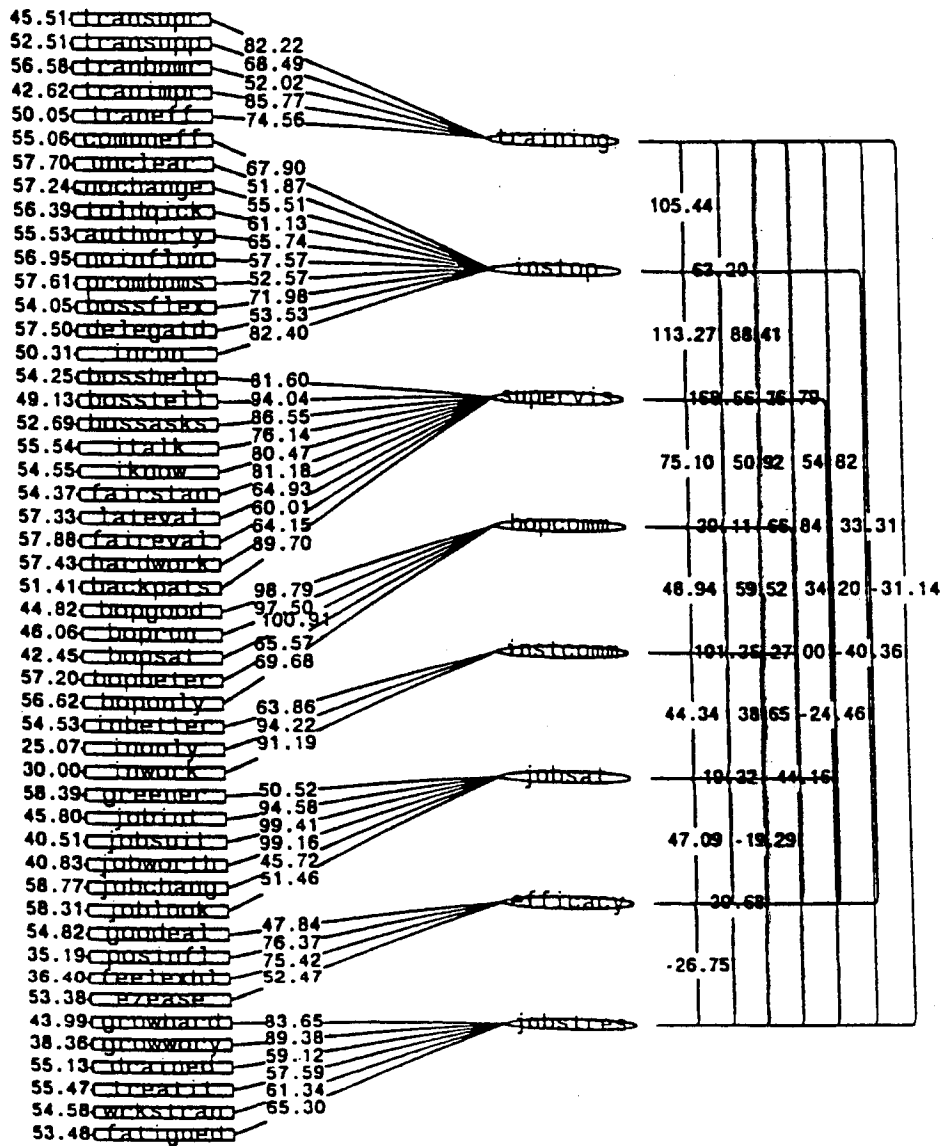 45.51 transupr
52.51 transupp 82.22
68.49
56.58 tranbomr 52.02
42.62 tranimpr 85.77
50.05 traneff 74.56
training
55.06 communeff
57.70 unclear 67.90
57.24 nochange 51.87
55.51
56.39 toldqick 61.13 105.44
55.53 authorty 65.74
56.95 noinflun 57.57
instop 63.20
57.61 promboms 52.57
54.05 bossflex 71.98
57.50 delegatd 53.53
82.40 113.27 88.41
50.31 incon
54.25 bosshelp 81.60
49.13 bosstell 94.04
supervis 168.55 36.79
52.69 bossasks 86.55
55.54 italk 76.14
54.55 iknow 80.47
81.18 75.10 50.92 54.82
54.37 fairstan 64.93
57.33 lateval 60.01
57.88 faireval 64.15
bopcomm 30.11 66.84 33.31
57.43 hardwork 89.70
51.41 backpats
98.79 48.94 59.52 34.20 -31.14
44.82 bopgood 97.50
46.06 boprun 100.91
42.45 bopsat 65.57
instcomm 101.35 27.00 -40.36
57.20 bopbeter 69.68
56.62 boponly
54.53 inbetter 63.86
94.22 44.34 38.65 -24.46
25.07 inonly 91.19
30.00 inwork
jobsat 10.32 -44.16
58.39 greener 50.52
45.80 jobint 94.58
40.51 jobsuit 99.41
99.16 47.09 -19.29
40.83 jobworth 45.72
58.77 jobchang 51.46
58.31 joblook
efficacy -30.68
54.82 goodeal 47.84
35.19 posinfl 76.37
36.40 feelexhl 75.42
52.47 -26.75
53.38 ezease
43.99 growhard 83.65
jobstres
38.36 growwory 89.38
55.13 drained 59.12
57.59
55.47 treatit 61.34
54.58 wrkstran 65.30
53.48 fatigued